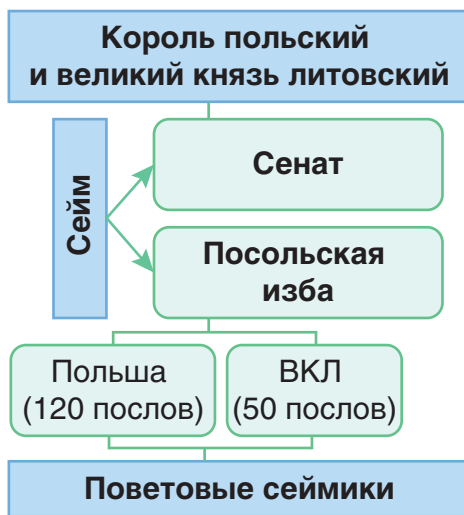 Король польский
и великий князь литовский
Сейм
Сенат
Посольская
изба
Польша
(120 послов)
ВКЛ
(50 послов)
Поветовые сеймики